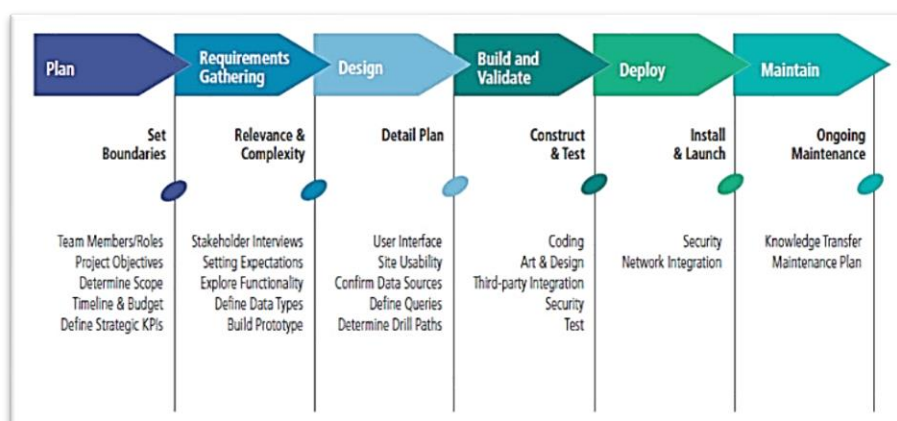 Plan
Requirements
Gathering
Design
Build and
Validate
Deploy
Maintain
Set
Boundaries
Relevance &
Complexity
Detail Plan
Construct
& Test
Install
& Launch
Ongoing
Maintenance
Team Members/Roles
Project Objectives
Determine Scope
Timeline & Budget
Define Strategic KPIs
Stakeholder Interviews
Setting Expectations
Explore Functionality
Define Data Types
Build Prototype
User Interface
Site Usability
Confirm Data Sources
Define Queries
Determine Drill Paths
Coding
Art & Design
Third-party Integration
Security
Test
Security
Network Integration
Knowledge Transfer
Maintenance Plan